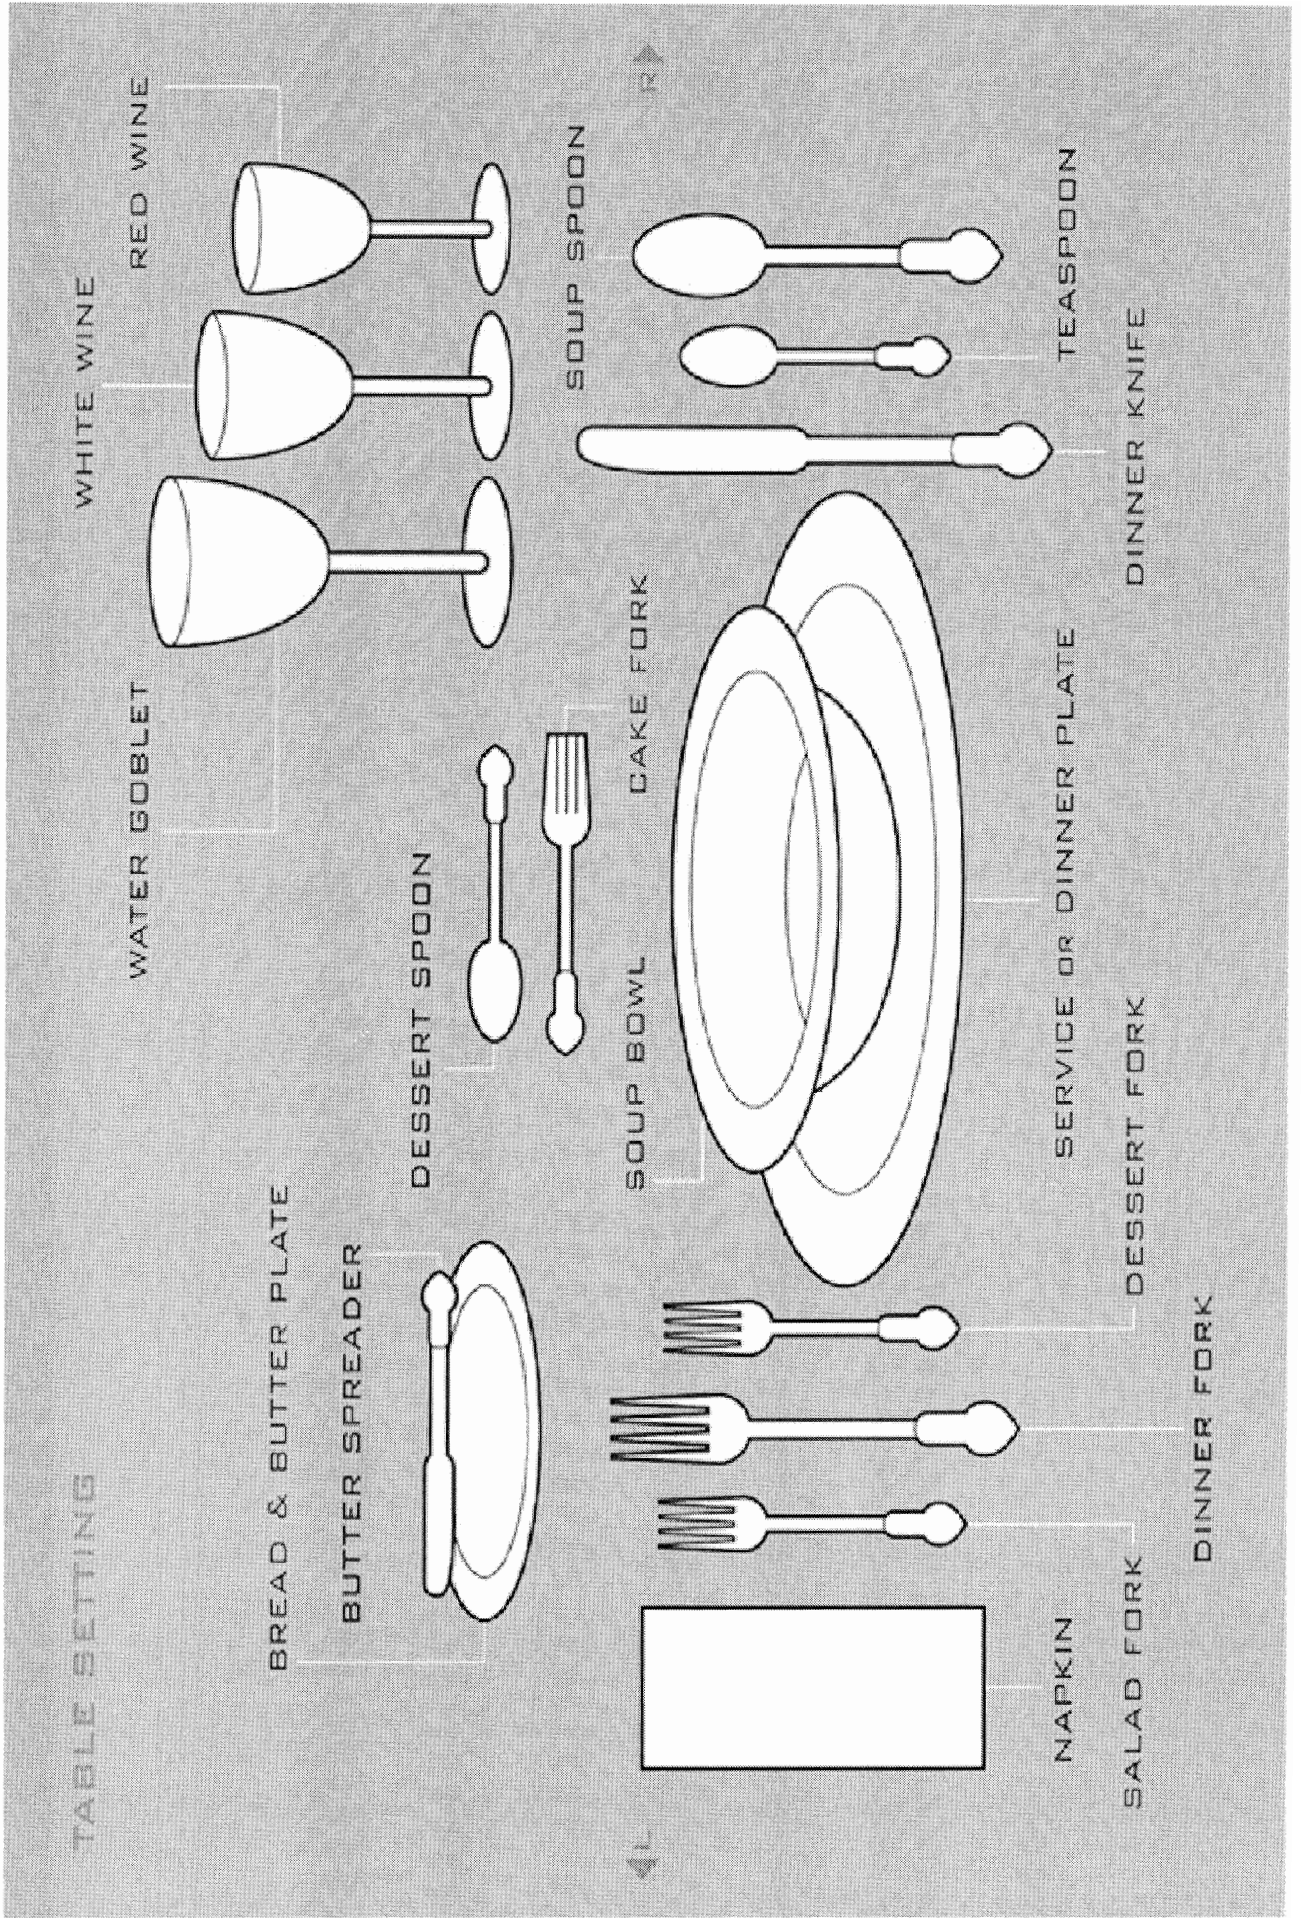 TABLE SETTING
WHITE WINE
WATER GOBLET
RED WINE
BREAD & BUTTER PLATE
BUTTER SPREADER
DESSERT SPOON
SOUP SPOON
SOUP BOWL
CAKE FORK
L
R
NAPKIN
SERVICE OR DINNER PLATE
TEASPOON
SALAD FORK
DESSERT FORK
DINNER KNIFE
DINNER FORK